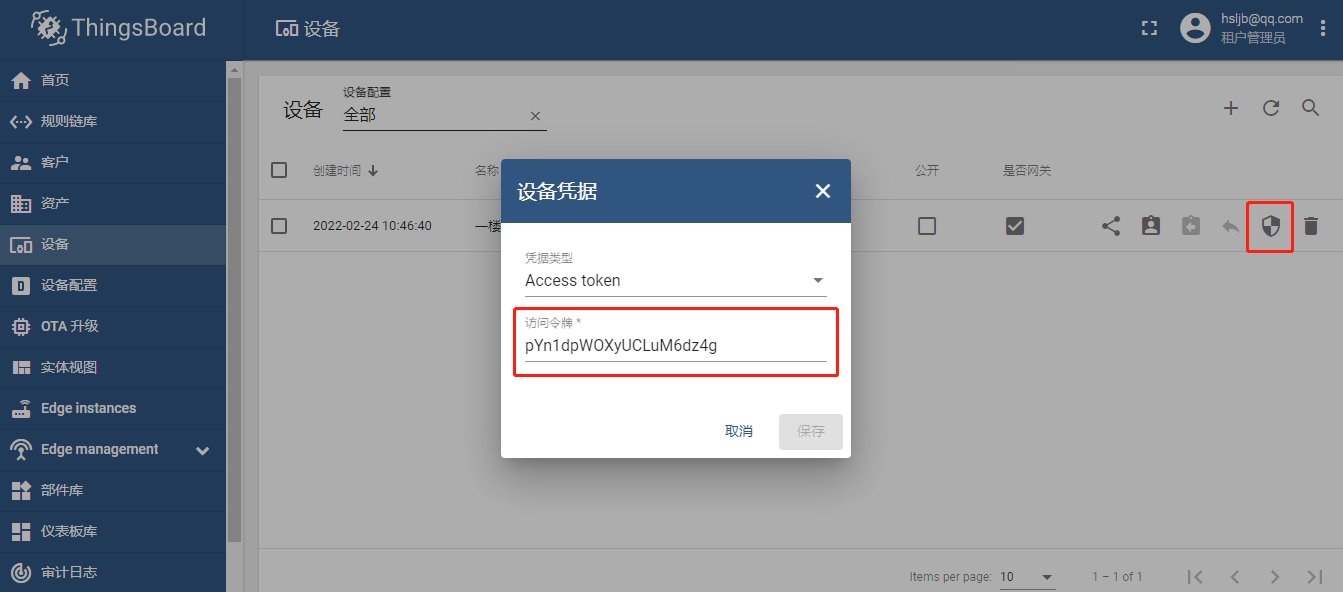 ThingsBoard
设备
hsljb@qq.com
租户管理员
首页
规则链库
客户
资产
设备
设备配置
OTA 升级
实体视图
Edge instances
Edge management
部件库
仪表板库
审计日志
设备
设备配置
全部
创建时间
名称
公开
是否网关
2022-02-24 10:46:40
一楼
设备凭据
凭据类型
Access token
访问令牌 *
pYn1dpWOXyUCLuM6dz4g
取消
保存
Items per page:
10
1 – 1 of 1